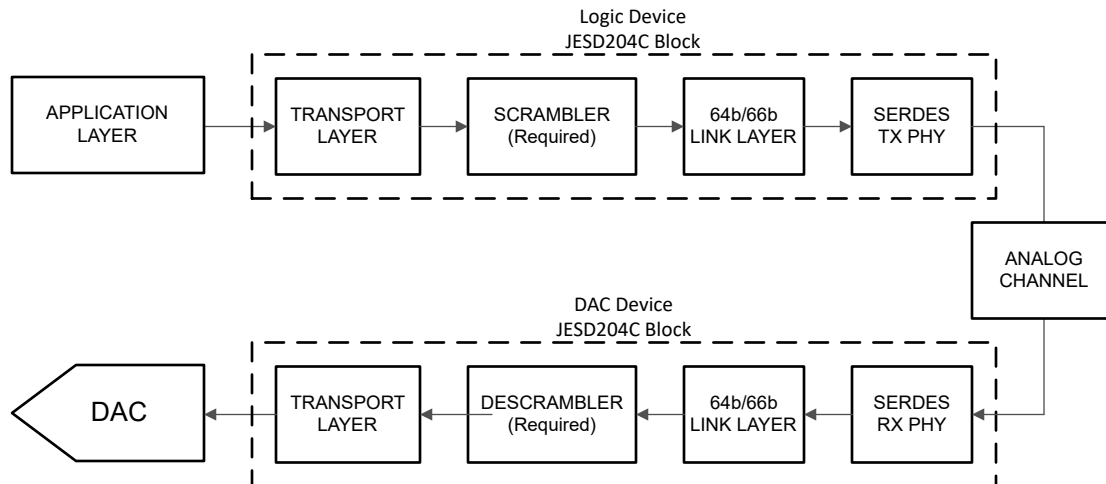 Logic Device
JESD204C Block
APPLICATION
LAYER
TRANSPORT
LAYER
SCRAMBLER
(Required)
64b/66b
LINK LAYER
SERDES
TX PHY
ANALOG
CHANNEL
DAC Device
JESD204C Block
DAC
TRANSPORT
LAYER
DESCRAMBLER
(Required)
64b/66b
LINK LAYER
SERDES
RX PHY